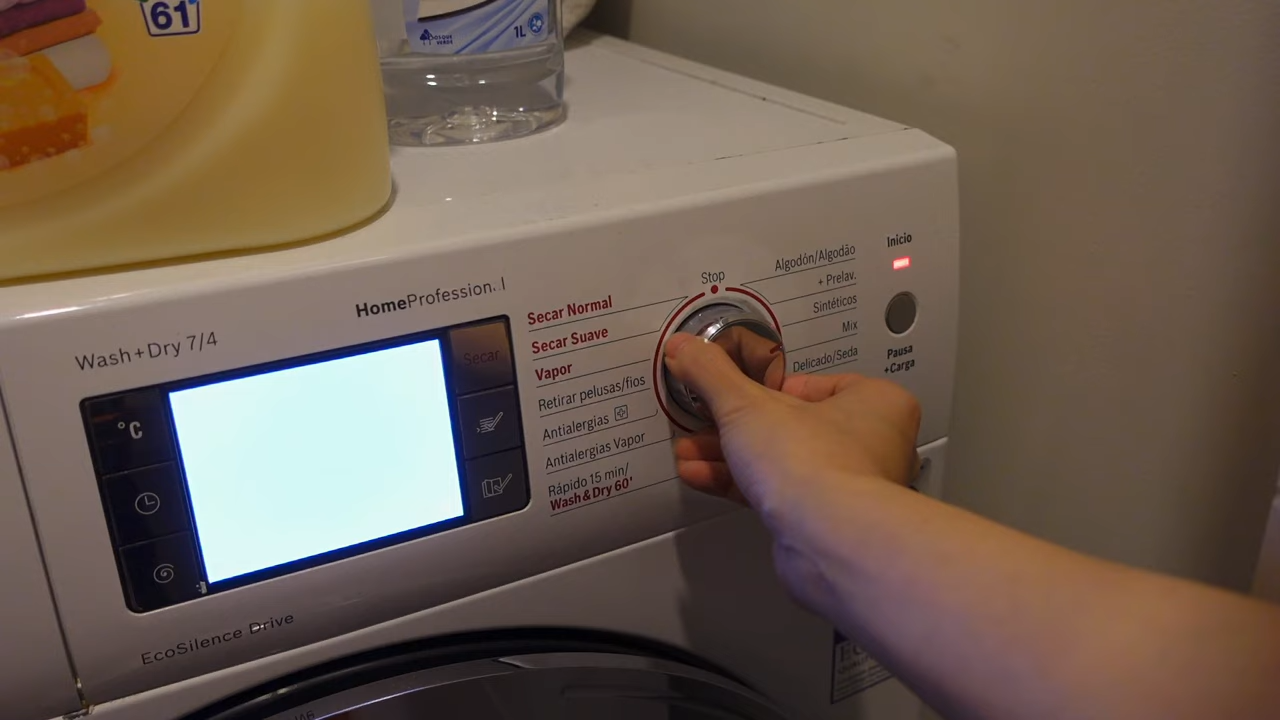 61
BOSQUE
VERDE
1L
HomeProfession
Wash+Dry 7/4
Secar
°C
EcoSilence Drive
Stop
Secar Normal
Secar Suave
Vapor
Retirar pelusas/fios
Antialergias
Antialergias Vapor
Rápido 15 min/
Wash&Dry 60'
Algodón/Algodão
+ Prelav.
Sintéticos
Mix
Delicado/Seda
Inicio
Pausa
+Carga